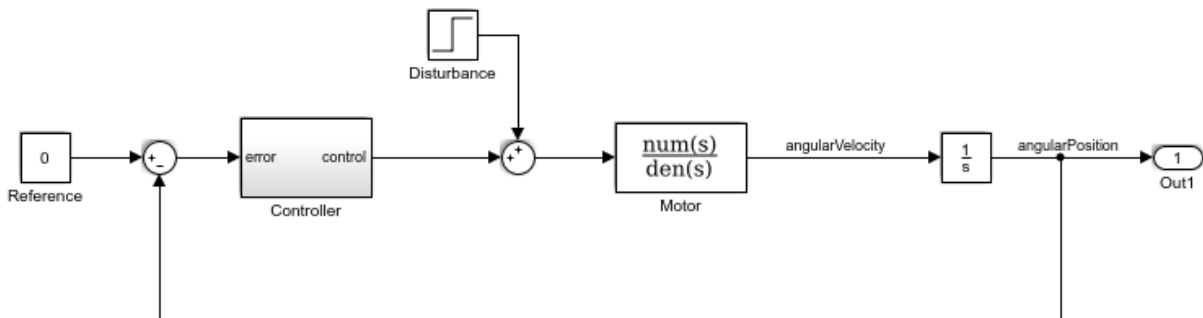 Disturbance
0
Reference
+
−
error
control
Controller
+
+
num(s)
den(s)
Motor
angularVelocity
1
s
angularPosition
1
Out1